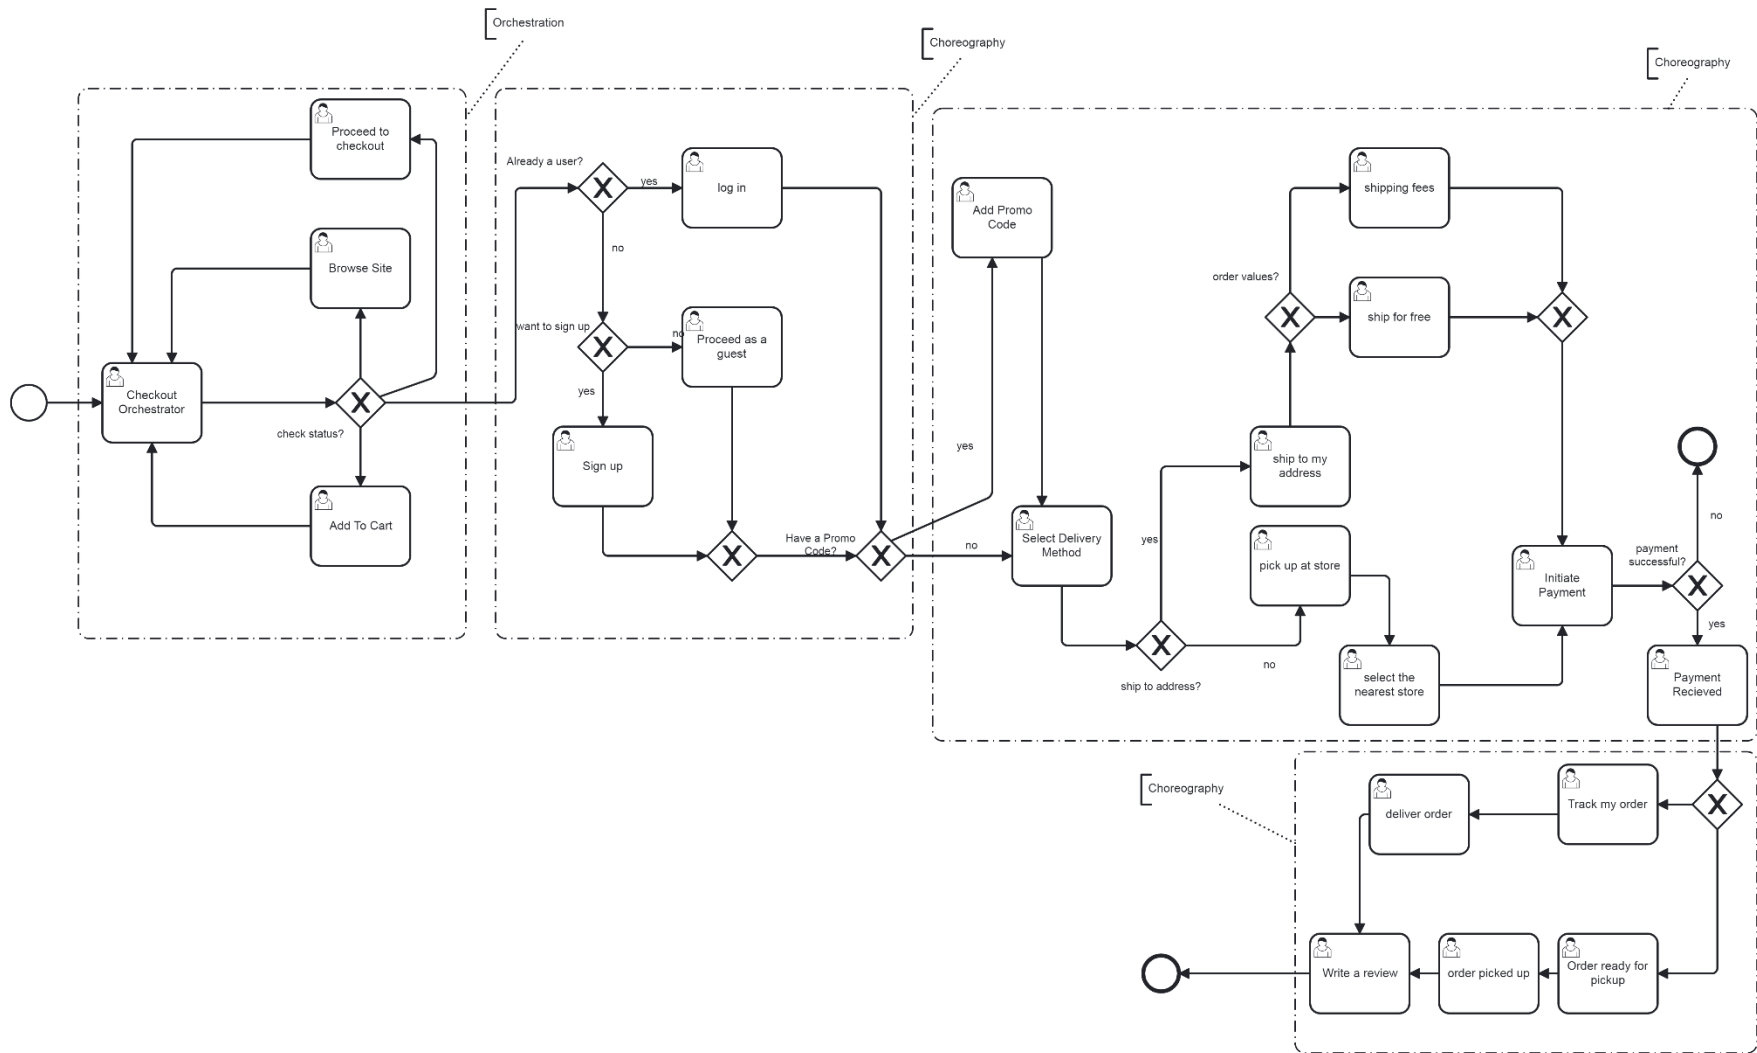 Orchestration
Choreography
Choreography
Proceed to
checkout
Browse Site
Checkout
Orchestrator
check status?
Add To Cart
Already a user?
yes
log in
no
want to sign up
no
Proceed as a
guest
yes
Sign up
Have a Promo
Code?
yes
no
Add Promo
Code
Select Delivery
Method
ship to address?
yes
no
ship to my
address
pick up at store
select the
nearest store
order values?
shipping fees
ship for free
Initiate
Payment
payment
successful?
no
yes
Payment
Recieved
Choreography
deliver order
Track my order
Write a review
order picked up
Order ready for
pickup